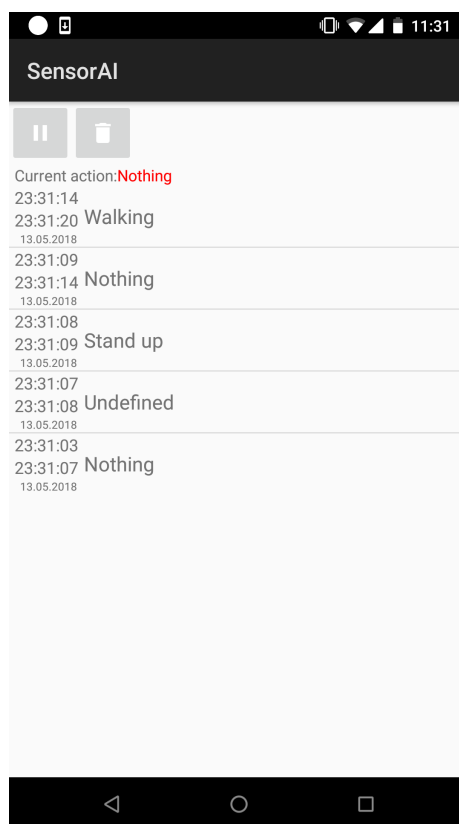 11:31
SensorAI
Current action:Nothing
23:31:14
23:31:20 Walking
13.05.2018
23:31:09
23:31:14 Nothing
13.05.2018
23:31:08
23:31:09 Stand up
13.05.2018
23:31:07
23:31:08 Undefined
13.05.2018
23:31:03
23:31:07 Nothing
13.05.2018